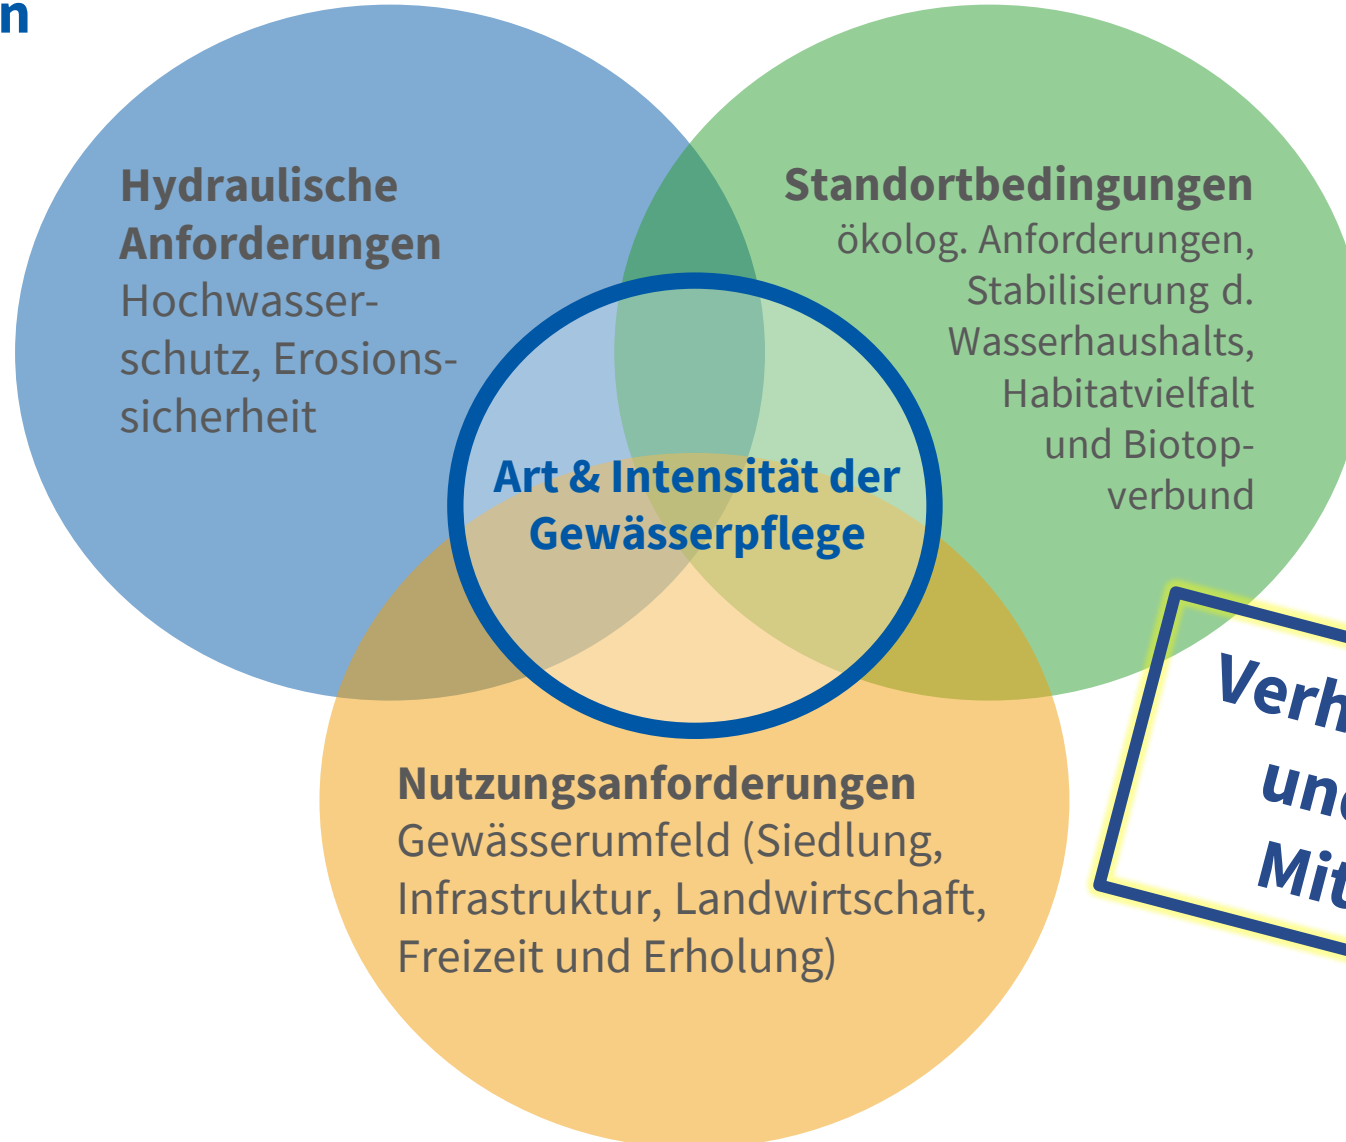 Hydraulische
Anforderungen
Hochwasser-
schutz, Erosions-
sicherheit
Standortbedingungen
ökolog. Anforderungen,
Stabilisierung d.
Wasserhaushalts,
Habitatvielfalt
und Biotop-
verbund
Art & Intensität der
Gewässerpflege
Nutzungsanforderungen
Gewässerumfeld (Siedlung,
Infrastruktur, Landwirtschaft,
Freizeit und Erholung)